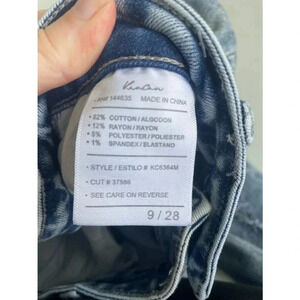 KanCan
RN# 144635 MADE IN CHINA
• 82% COTTON / ALGODON
• 12% RAYON / RAYON
• 5% POLYESTER / POLIESTER
• 1% SPANDEX / ELASTAND
• STYLE / ESTILO # KC6364M
• CUT # 37586
• SEE CARE ON REVERSE
9 / 28